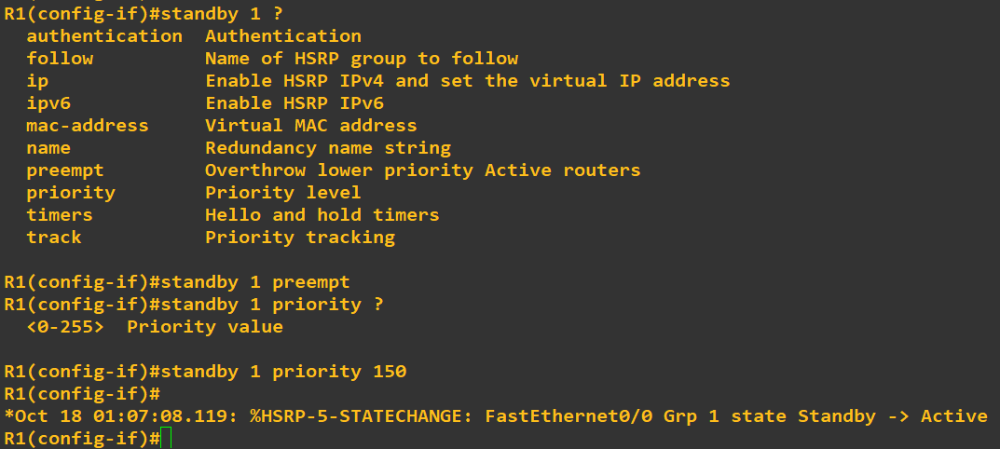 R1(config-if)#standby 1 ?
  authentication  Authentication
  follow          Name of HSRP group to follow
  ip              Enable HSRP IPv4 and set the virtual IP address
  ipv6            Enable HSRP IPv6
  mac-address     Virtual MAC address
  name            Redundancy name string
  preempt         Overthrow lower priority Active routers
  priority        Priority level
  timers          Hello and hold timers
  track           Priority tracking

R1(config-if)#standby 1 preempt
R1(config-if)#standby 1 priority ?
  <0-255>  Priority value

R1(config-if)#standby 1 priority 150
R1(config-if)#
*Oct 18 01:07:08.119: %HSRP-5-STATECHANGE: FastEthernet0/0 Grp 1 state Standby -> Active
R1(config-if)#